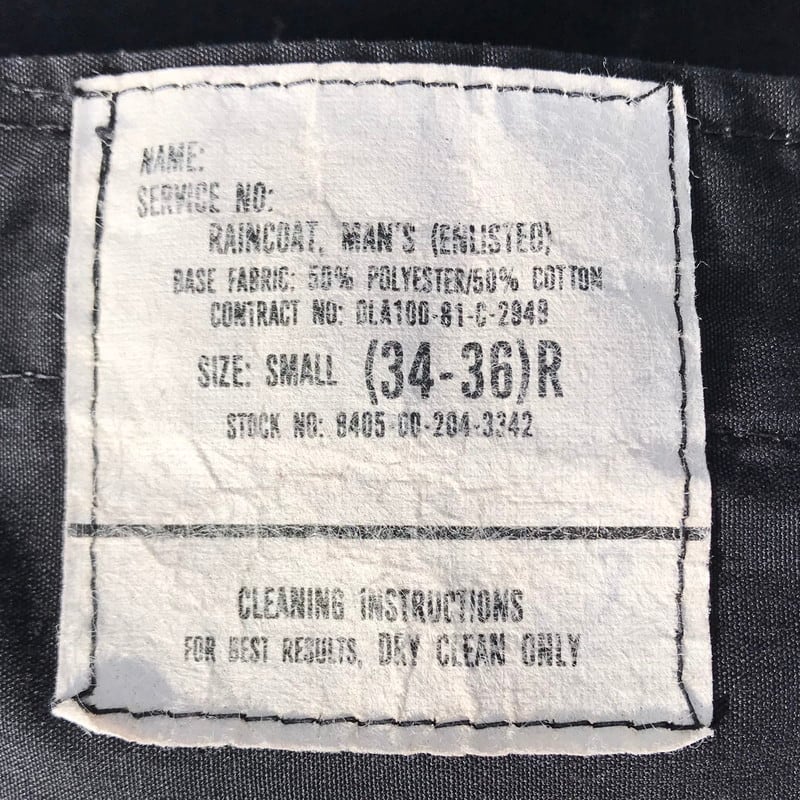 NAME:
SERVICE NO:
RAINCOAT, MAN'S (ENLISTED)
BASE FABRIC: 50% POLYESTER/50% COTTON
CONTRACT NO: DLA100-81-C-2949
SIZE: SMALL (34-36)R
STOCK NO: 8405-00-204-3342
CLEANING INSTRUCTIONS
FOR BEST RESULTS, DRY CLEAN ONLY